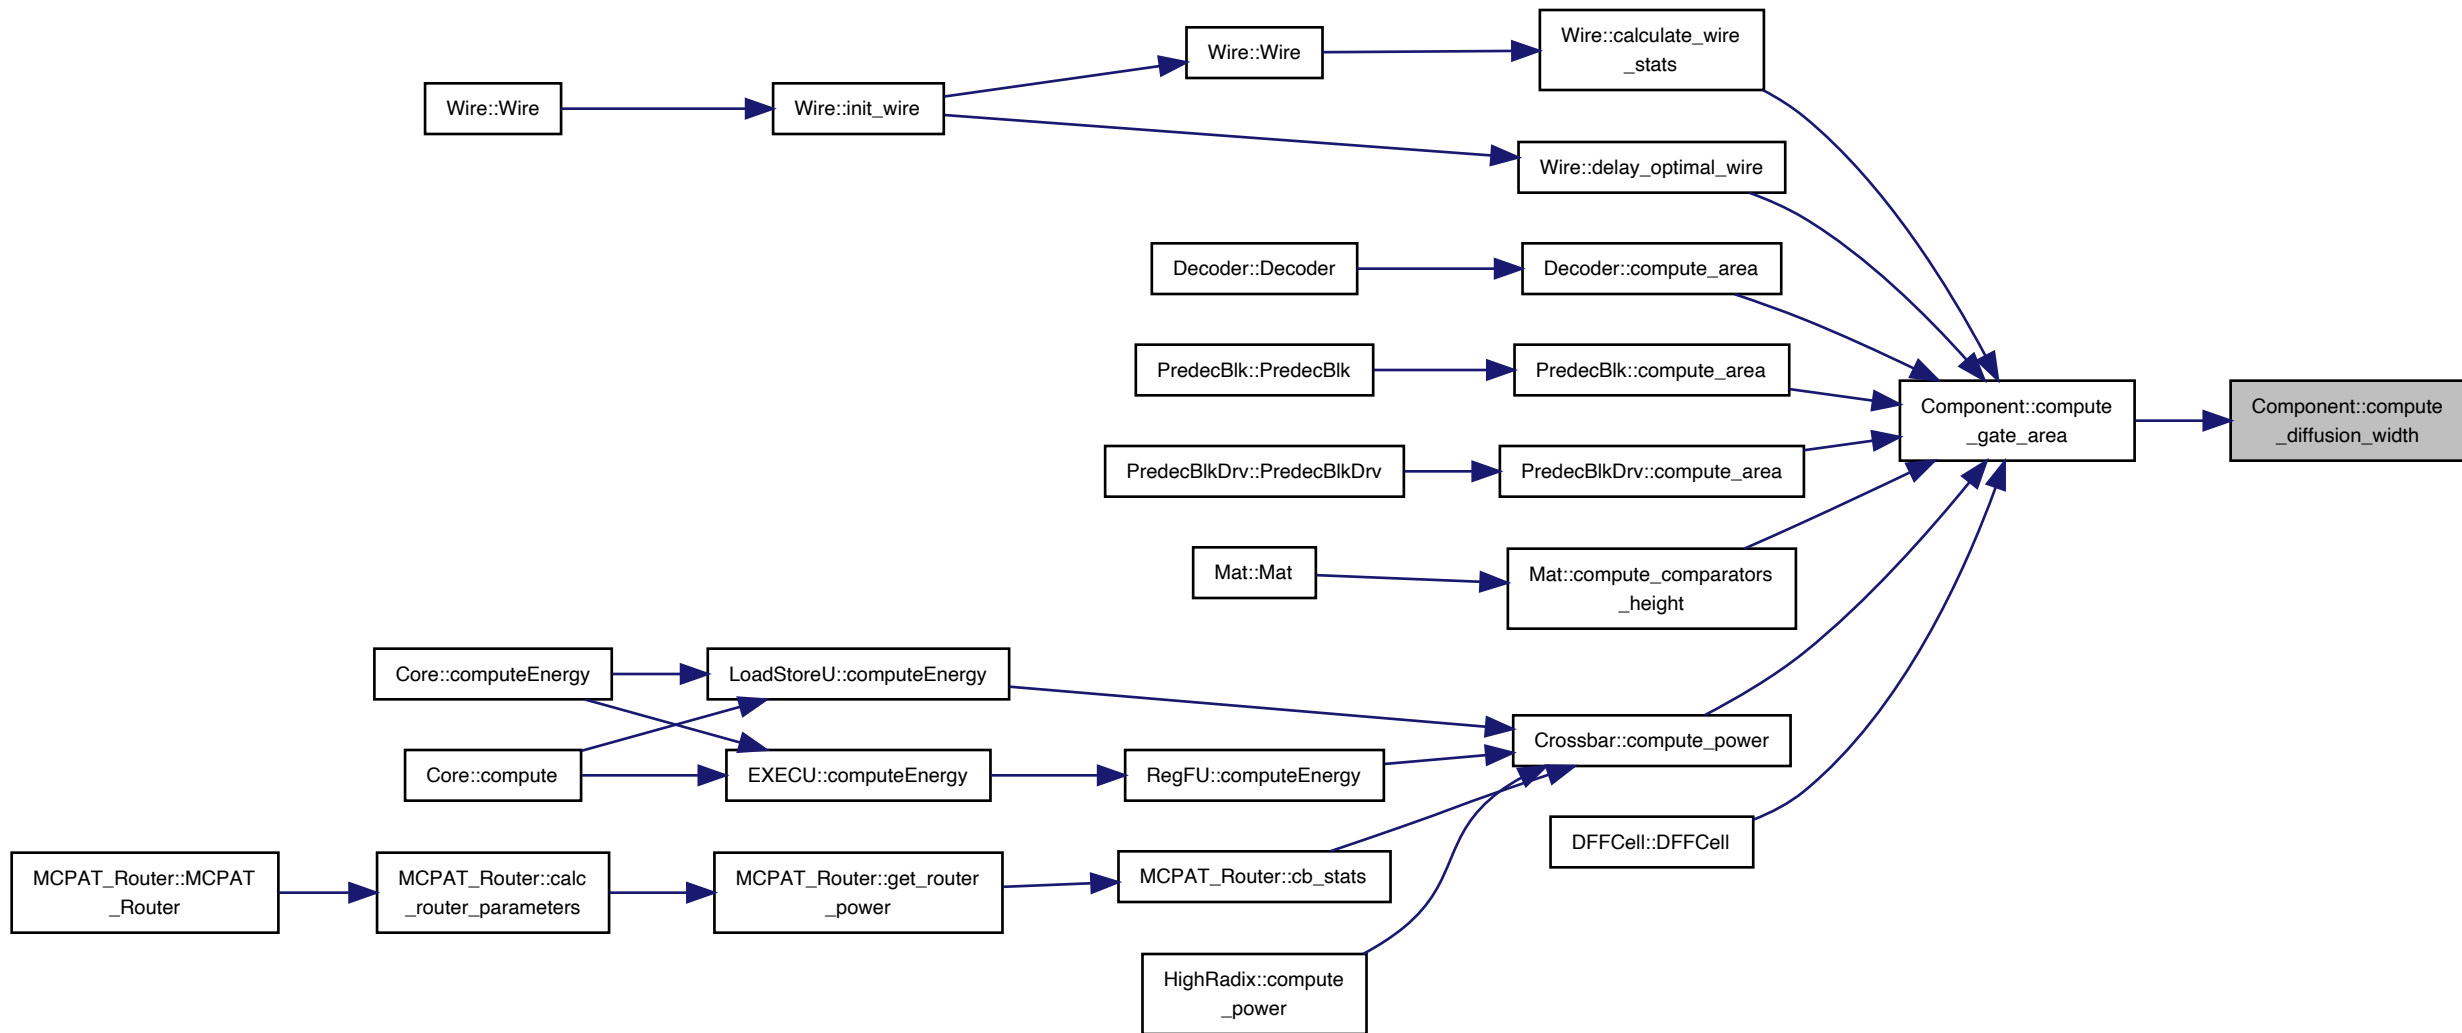 Wire::calculate_wire
_stats
Wire::Wire
Wire::init_wire
Wire::Wire
Wire::delay_optimal_wire
Decoder::Decoder
Decoder::compute_area
PredecBlk::PredecBlk
PredecBlk::compute_area
Component::compute
_gate_area
Component::compute
_diffusion_width
PredecBlkDrv::PredecBlkDrv
PredecBlkDrv::compute_area
Mat::Mat
Mat::compute_comparators
_height
Core::computeEnergy
LoadStoreU::computeEnergy
Crossbar::compute_power
Core::compute
EXECU::computeEnergy
RegFU::computeEnergy
DFFCell::DFFCell
MCPAT_Router::MCPAT
_Router
MCPAT_Router::calc
_router_parameters
MCPAT_Router::get_router
_power
MCPAT_Router::cb_stats
HighRadix::compute
_power